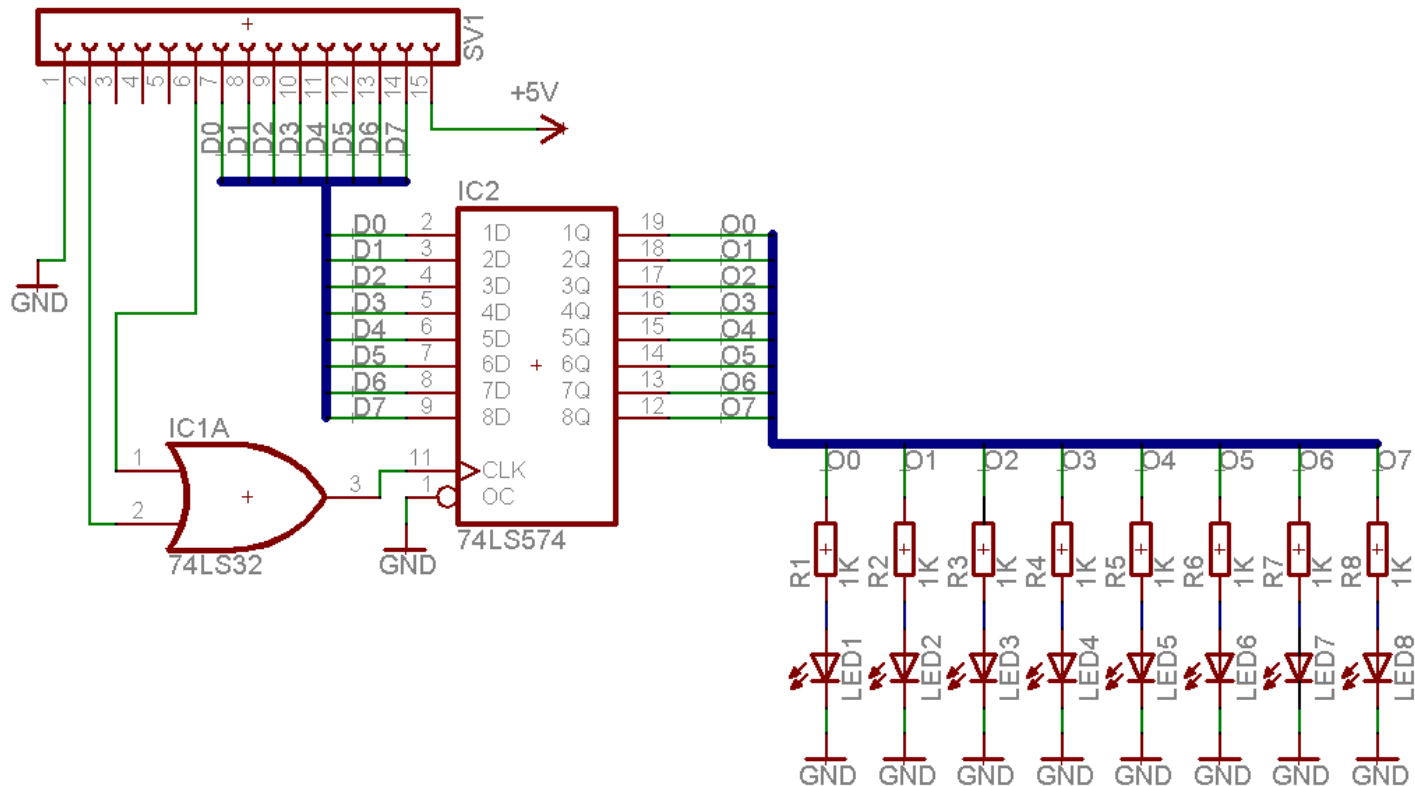 SV1
1 2 3 4 5 6 7 8 9 10 11 12 13 14 15
+5V
D0 D1 D2 D3 D4 D5 D6 D7
IC2
D0 2 1D 1Q 19 O0
D1 3 2D 2Q 18 O1
D2 4 3D 3Q 17 O2
D3 5 4D 4Q 16 O3
D4 6 5D 5Q 15 O4
D5 7 6D 6Q 14 O5
D6 8 7D 7Q 13 O6
D7 9 8D 8Q 12 O7
GND
IC1A
1
2
3
11 CLK
1 OC
74LS32
GND
74LS574
O0 O1 O2 O3 O4 O5 O6 O7
R1 1K R2 1K R3 1K R4 1K R5 1K R6 1K R7 1K R8 1K
LED1 LED2 LED3 LED4 LED5 LED6 LED7 LED8
GND GND GND GND GND GND GND GND